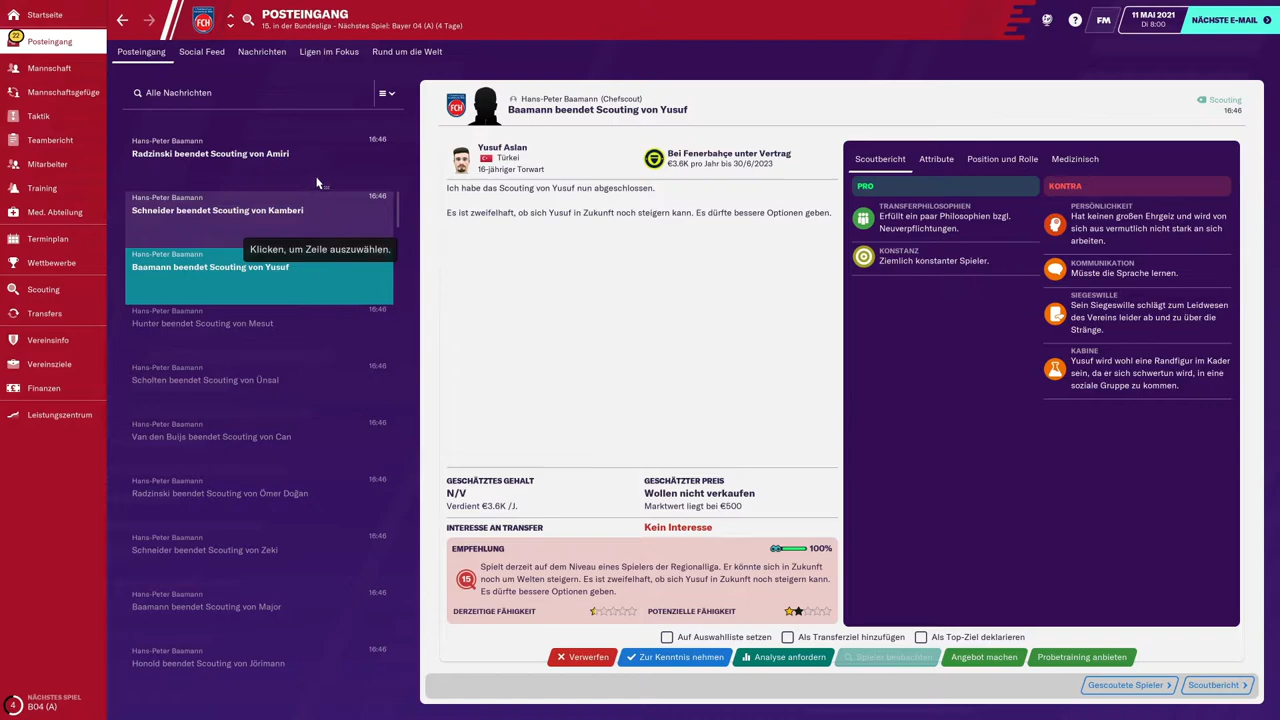 Startseite
22
Posteingang
Mannschaft
Mannschaftsgefüge
Taktik
Teambericht
Mitarbeiter
Training
Med. Abteilung
Terminplan
Wettbewerbe
Scouting
Transfers
Vereinsinfo
Vereinsziele
Finanzen
Leistungszentrum
4
NÄCHSTES SPIEL
B04 (A)
FCH
POSTEINGANG
15. in der Bundesliga - Nächstes Spiel: Bayer 04 (A) (4 Tage)
?
FM
11 MAI 2021
DI 8:00
NÄCHSTE E-MAIL
Posteingang
Social Feed
Nachrichten
Ligen im Fokus
Rund um die Welt
Alle Nachrichten
Hans-Peter Baamann
16:46
Radzinski beendet Scouting von Amiri
Hans-Peter Baamann
16:46
Schneider beendet Scouting von Kamberi
Klicken, um Zeile auszuwählen.
Hans-Peter Baamann
Baamann beendet Scouting von Yusuf
Hans-Peter Baamann
16:46
Hunter beendet Scouting von Mesut
Hans-Peter Baamann
16:46
Scholten beendet Scouting von Ünsal
Hans-Peter Baamann
16:46
Van den Buijs beendet Scouting von Can
Hans-Peter Baamann
16:46
Radzinski beendet Scouting von Ömer Doğan
Hans-Peter Baamann
16:46
Schneider beendet Scouting von Zeki
Hans-Peter Baamann
16:46
Baamann beendet Scouting von Major
Hans-Peter Baamann
16:46
Honold beendet Scouting von Jörimann
FCH
Hans-Peter Baamann (Chefscout)
Baamann beendet Scouting von Yusuf
Scouting
16:46
Yusuf Aslan
Türkei
16-jähriger Torwart
Bei Fenerbahçe unter Vertrag
€3.6K pro Jahr bis 30/6/2023
Ich habe das Scouting von Yusuf nun abgeschlossen.
Es ist zweifelhaft, ob sich Yusuf in Zukunft noch steigern kann. Es dürfte bessere Optionen geben.
GESCHÄTZTES GEHALT
N/V
Verdient €3.6K /J.
GESCHÄTZTER PREIS
Wollen nicht verkaufen
Marktwert liegt bei €500
INTERESSE AN TRANSFER
Kein Interesse
EMPFEHLUNG
100%
15
Spielt derzeit auf dem Niveau eines Spielers der Regionalliga. Er könnte sich in Zukunft
noch um Welten steigern. Es ist zweifelhaft, ob sich Yusuf in Zukunft noch steigern kann.
Es dürfte bessere Optionen geben.
DERZEITIGE FÄHIGKEIT
POTENZIELLE FÄHIGKEIT
Scoutbericht
Attribute
Position und Rolle
Medizinisch
PRO
TRANSFERPHILOSOPHIEN
Erfüllt ein paar Philosophien bzgl.
Neuverpflichtungen.
KONSTANZ
Ziemlich konstanter Spieler.
KONTRA
PERSÖNLICHKEIT
Hat keinen großen Ehrgeiz und wird von
sich aus vermutlich nicht stark an sich
arbeiten.
KOMMUNIKATION
Müsste die Sprache lernen.
SIEGESWILLE
Sein Siegeswille schlägt zum Leidwesen
des Vereins leider ab und zu über die
Stränge.
KABINE
Yusuf wird wohl eine Randfigur im Kader
sein, da er sich schwertun wird, in eine
soziale Gruppe zu kommen.
Auf Auswahlliste setzen
Als Transferziel hinzufügen
Als Top-Ziel deklarieren
Verwerfen
Zur Kenntnis nehmen
Analyse anfordern
Spieler beobachten
Angebot machen
Probetraining anbieten
Gescoutete Spieler
Scoutbericht